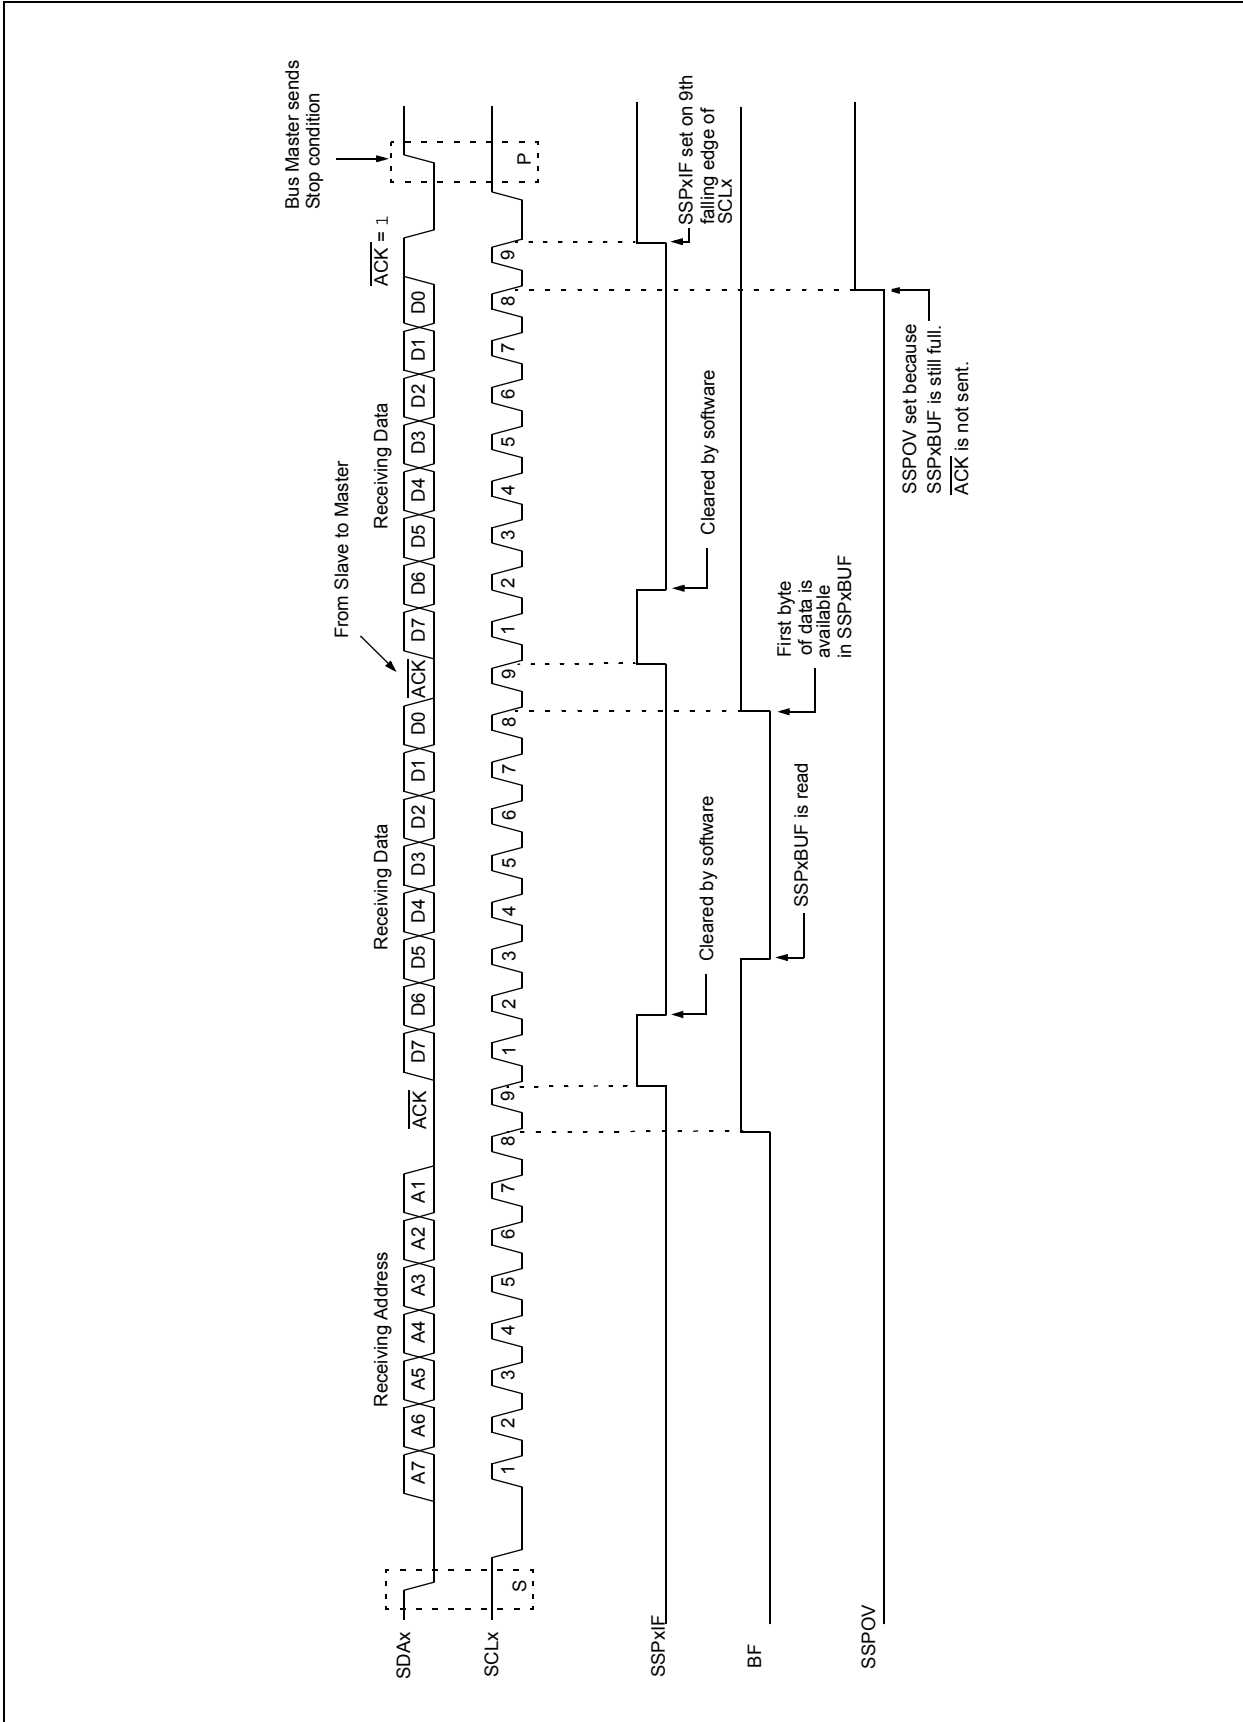 Bus Master sends
Stop condition
From Slave to Master
Receiving Address
Receiving Data
Receiving Data
ACK = 1
SDAx
A7 A6 A5 A4 A3 A2 A1 ACK D7 D6 D5 D4 D3 D2 D1 D0 ACK D7 D6 D5 D4 D3 D2 D1 D0
SCLx
S
1 2 3 4 5 6 7 8 9 1 2 3 4 5 6 7 8 9 1 2 3 4 5 6 7 8 9
P
SSPxIF
Cleared by software
Cleared by software
SSPxIF set on 9th
falling edge of
SCLx
BF
SSPxBUF is read
First byte
of data is
available
in SSPxBUF
SSPOV
SSPOV set because
SSPxBUF is still full.
ACK is not sent.